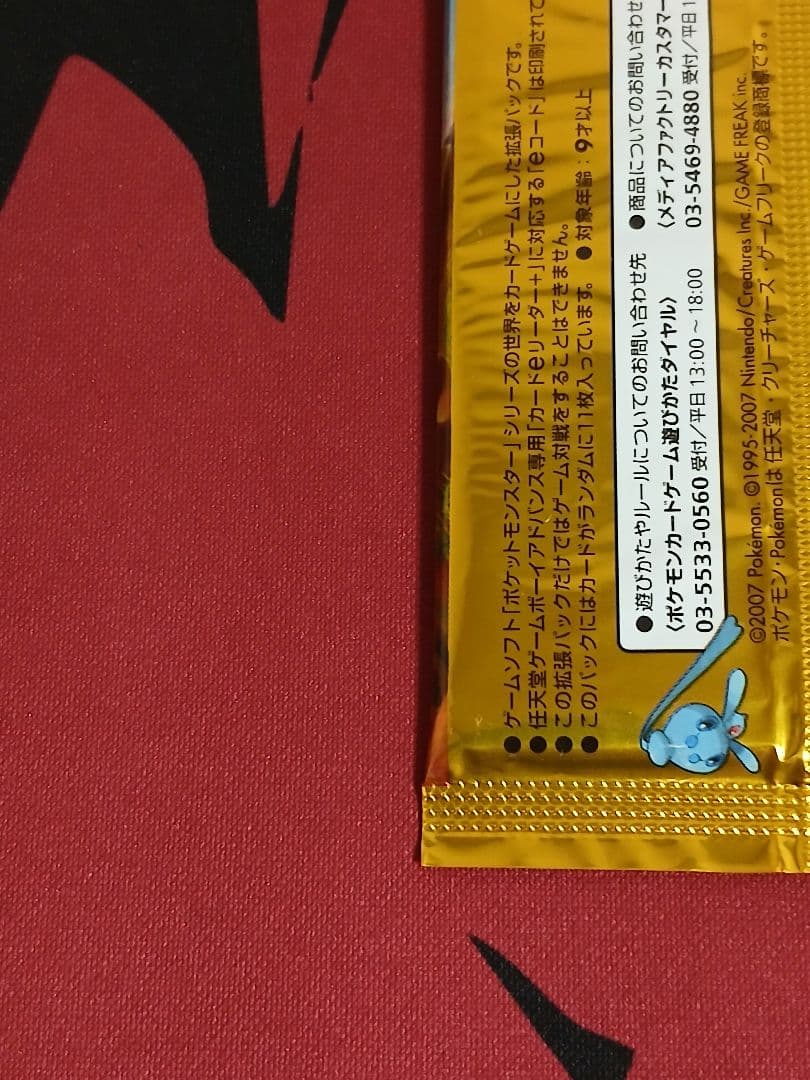 ●ゲームソフト「ポケットモンスター」シリーズの世界をカードゲームにした拡張パックです。
●任天堂ゲームボーイアドバンス専用「カードeリーダー+」に対応する「eコード」は印刷されて
●この拡張パックだけではゲーム対戦をすることはできません。
●このパックにはカードがランダムに11枚入っています。 ●対象年齢：9才以上
●遊びかたやルールについてのお問い合わせ先
〈ポケモンカードゲーム遊びかたダイヤル〉
03-5533-0560 受付／平日 13:00～18:00
●商品についてのお問い合わせ
〈メディアファクトリーカスタマー
03-5469-4880 受付／平日 1
©2007 Pokémon. ©1995-2007 Nintendo/Creatures Inc./GAME FREAK inc.
ポケモン・Pokémonは 任天堂・クリーチャーズ・ゲームフリークの登録商標です。